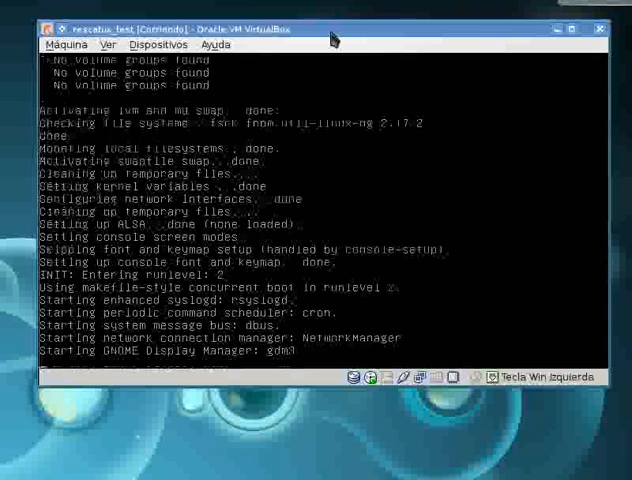 rescatux_test [Corriendo] - Oracle VM VirtualBox
Máquina Ver Dispositivos Ayuda
No volume groups found
No volume groups found
No volume groups found
Activating lvm and md swap...done.
Checking file systems...fsck from util-linux-ng 2.17.2
done.
Mounting local filesystems...done.
Activating swapfile swap...done.
Cleaning up temporary files....
Setting kernel variables ...done.
Configuring network interfaces...done.
Cleaning up temporary files....
Setting up ALSA...done (none loaded).
Setting console screen modes.
Skipping font and keymap setup (handled by console-setup).
Setting up console font and keymap...done.
INIT: Entering runlevel: 2
Using makefile-style concurrent boot in runlevel 2.
Starting enhanced syslogd: rsyslogd.
Starting periodic command scheduler: cron.
Starting system message bus: dbus.
Starting network connection manager: NetworkManager
Starting GNOME Display Manager: gdm3
Tecla Win Izquierda